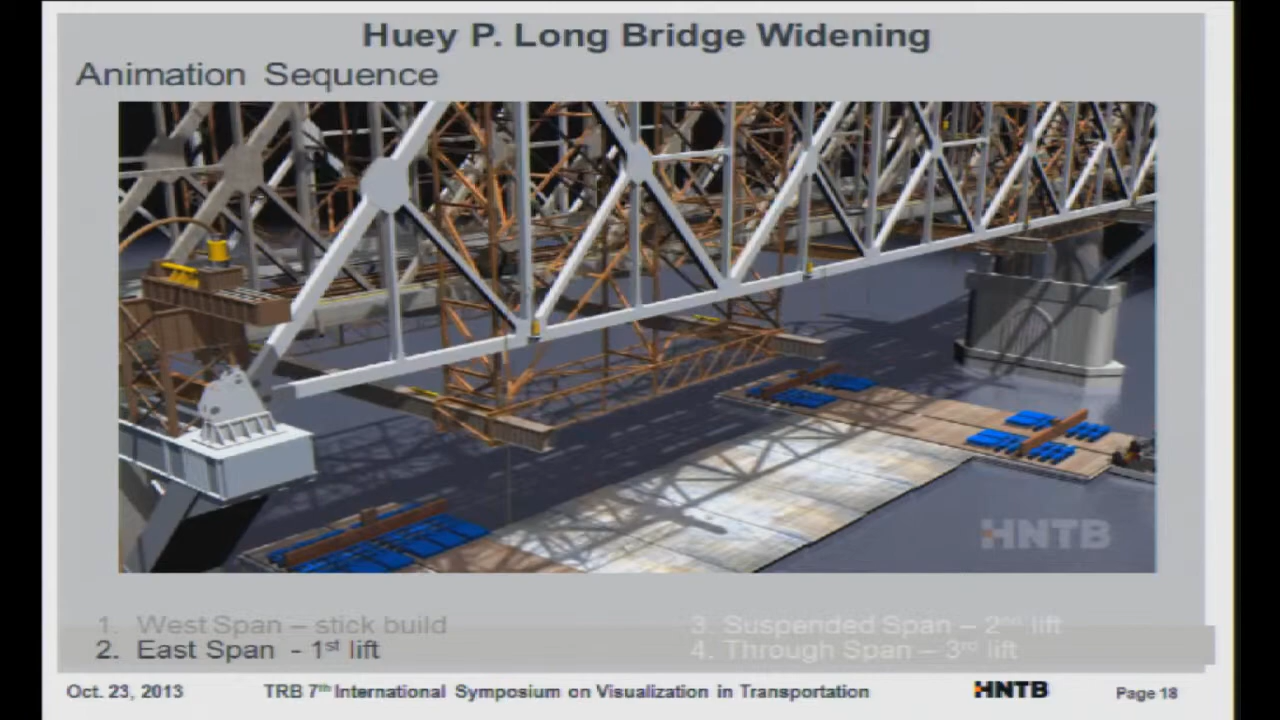 Huey P. Long Bridge Widening
Animation Sequence
HNTB
1. West Span – stick build
2. East Span - 1st lift
3. Suspended Span – 2nd lift
4. Through Span – 3rd lift
Oct. 23, 2013
TRB 7th International Symposium on Visualization in Transportation
HNTB
Page 18